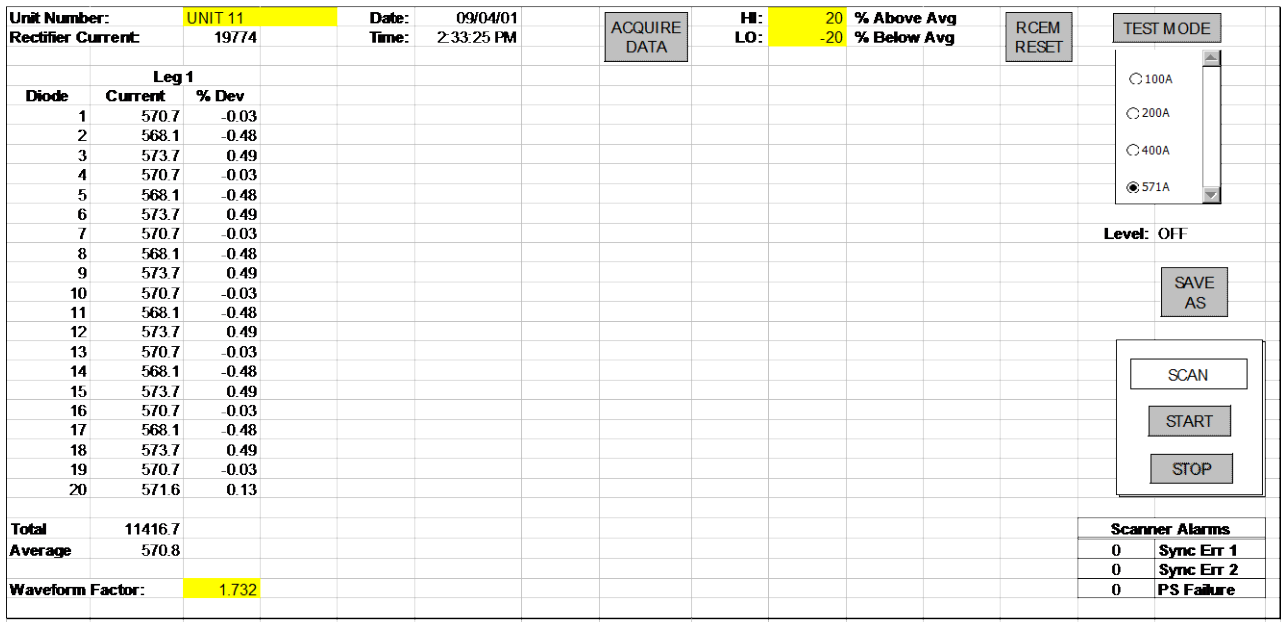 Unit Number: UNIT 11 Date: 09/04/01 ACQUIRE DATA HI: 20 % Above Avg RCEM RESET TEST MODE
Rectifier Current: 19774 Time: 2:33:25 PM LO: -20 % Below Avg
Leg 1
Diode Current % Dev
1 570.7 -0.03
2 568.1 -0.48
3 573.7 0.49
4 570.7 -0.03
5 568.1 -0.48
6 573.7 0.49
7 570.7 -0.03
8 568.1 -0.48
9 573.7 0.49
10 570.7 -0.03
11 568.1 -0.48
12 573.7 0.49
13 570.7 -0.03
14 568.1 -0.48
15 573.7 0.49
16 570.7 -0.03
17 568.1 -0.48
18 573.7 0.49
19 570.7 -0.03
20 571.6 0.13
Total 11416.7
Average 570.8
Waveform Factor: 1.732
100A
200A
400A
571A
Level: OFF
SAVE
AS
SCAN
START
STOP
Scanner Alarms
0 Sync Err 1
0 Sync Err 2
0 PS Failure